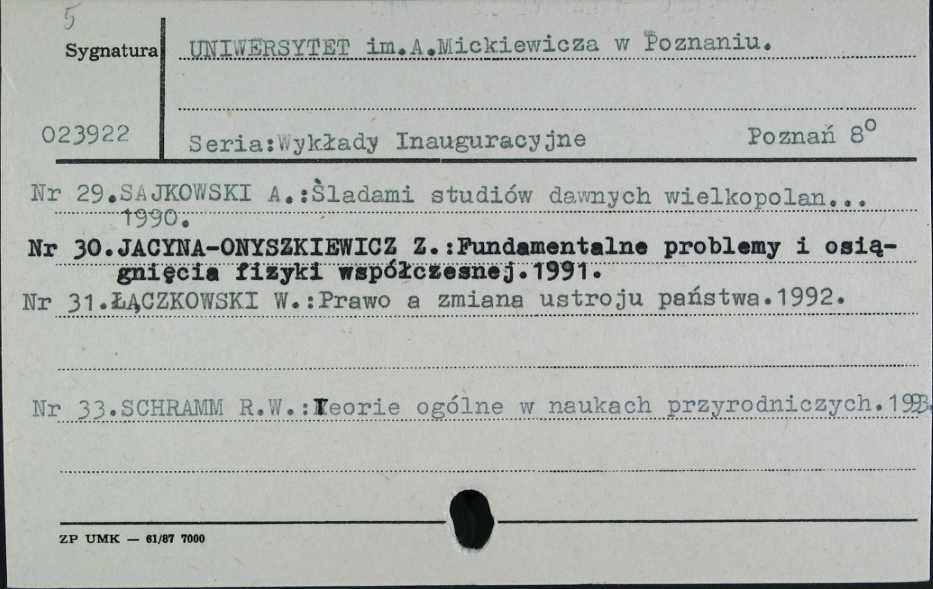 5
Sygnatura
UNIWERSYTET im.A.Mickiewicza w Poznaniu.
023922
Seria:Wykłady Inauguracyjne Poznań 8⁰
Nr 29.SAJKOWSKI A.:Śladami studiów dawnych wielkopolan...
1990.
Nr 30.JACYNA-ONYSZKIEWICZ Z.:Fundamentalne problemy i osią-
gnięcia fizyki współczesnej.1991.
Nr 31.ŁĄCZKOWSKI W.:Prawo a zmiana ustroju państwa.1992.
Nr 33.SCHRAMM R.W.:Teorie ogólne w naukach przyrodniczych.1993.
ZP UMK — 61/87 7000